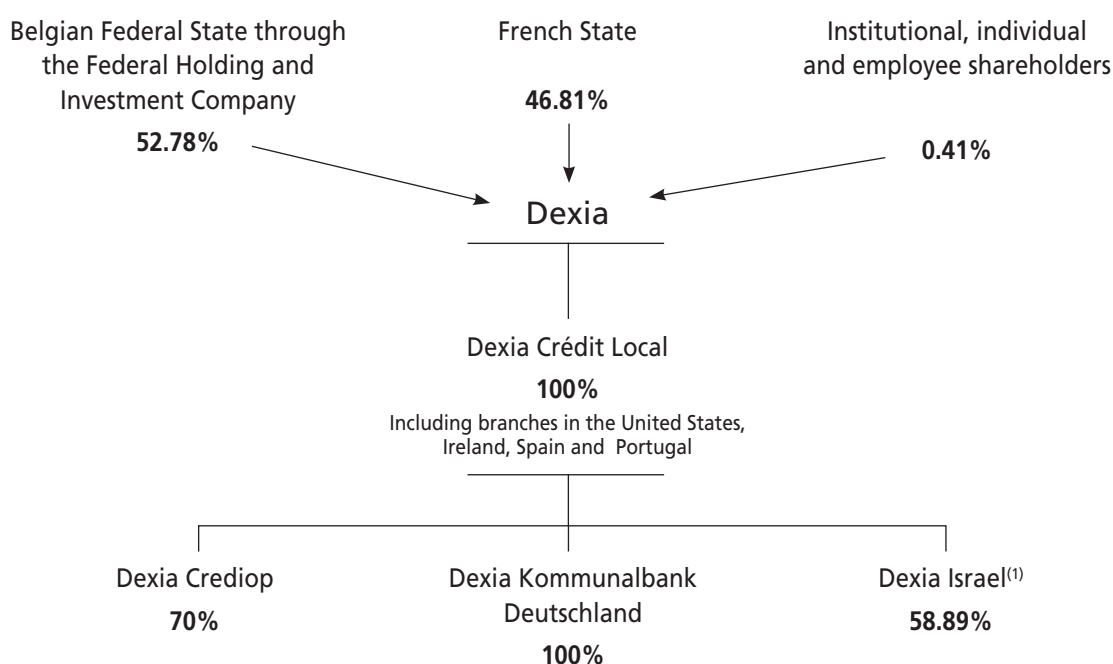 Belgian Federal State through
the Federal Holding and
Investment Company
52.78%
French State
46.81%
Institutional, individual
and employee shareholders
0.41%
Dexia
Dexia Crédit Local
100%
Including branches in the United States,
Ireland, Spain and Portugal
Dexia Crediop
70%
Dexia Kommunalbank
Deutschland
100%
Dexia Israel(1)
58.89%